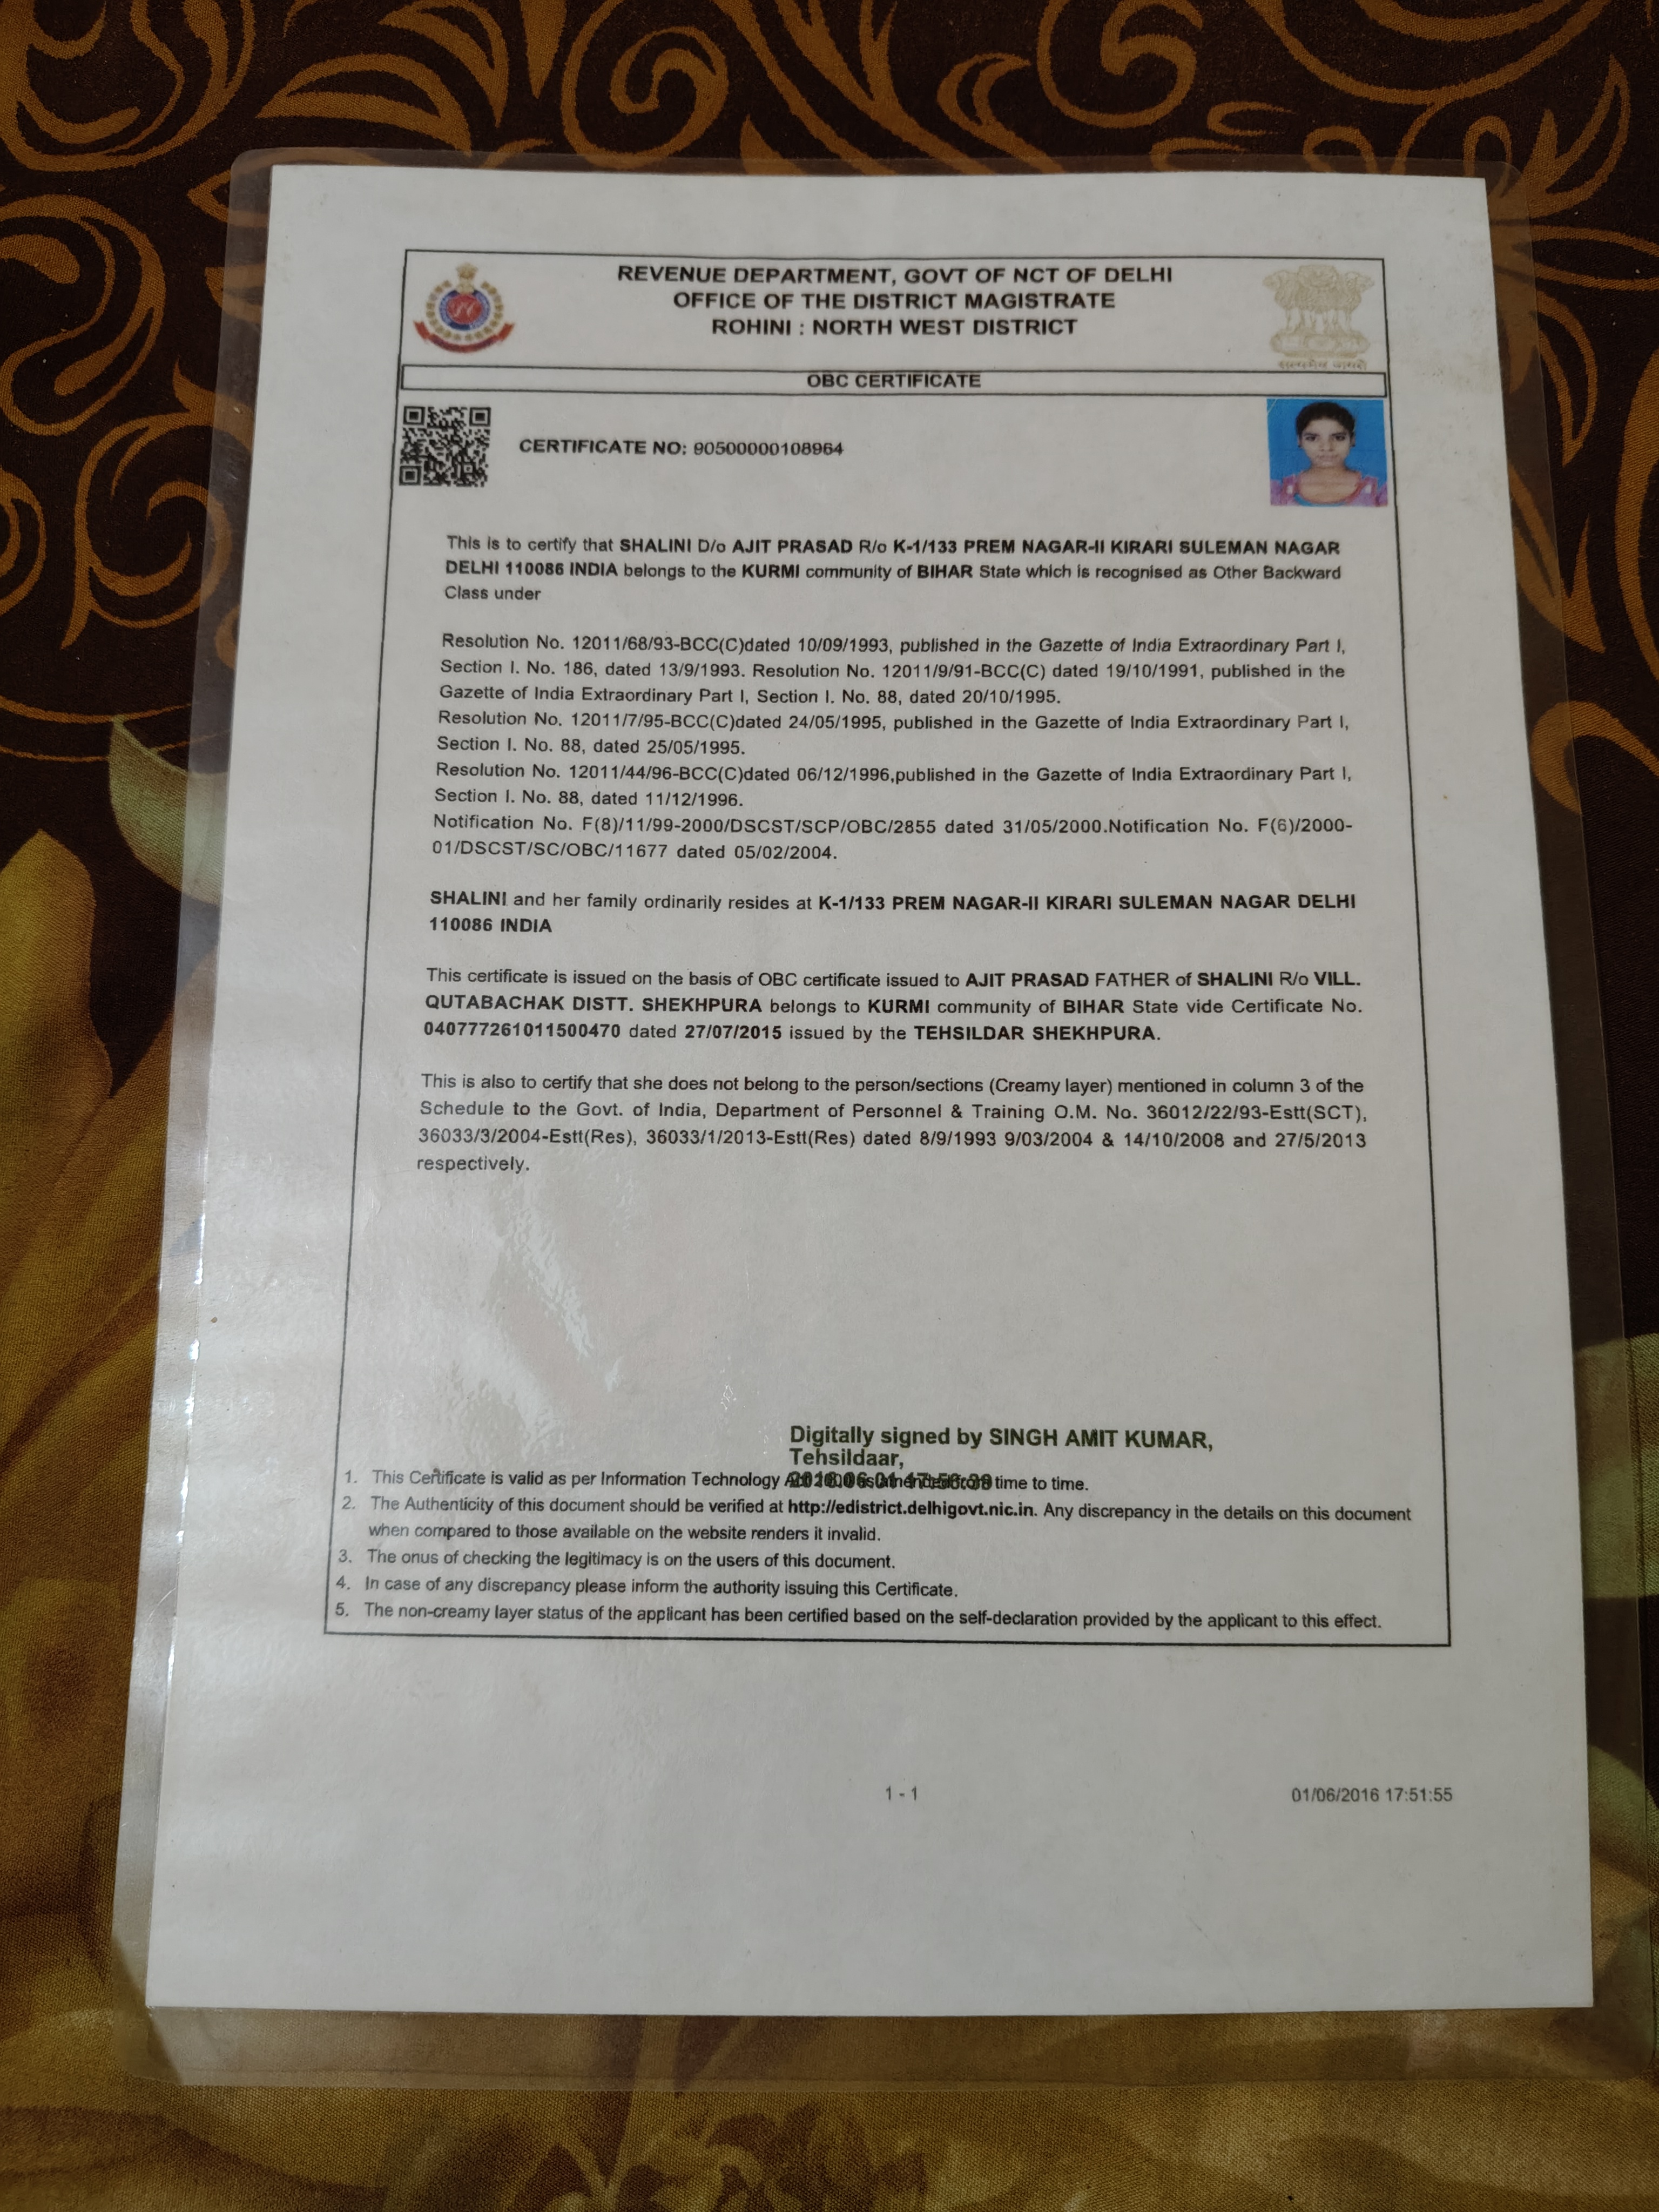 REVENUE DEPARTMENT, GOVT OF NCT OF DELHI
OFFICE OF THE DISTRICT MAGISTRATE
ROHINI : NORTH WEST DISTRICT
सत्यमेव जयते
OBC CERTIFICATE
CERTIFICATE NO: 90500000108964
This is to certify that SHALINI D/o AJIT PRASAD R/o K-1/133 PREM NAGAR-II KIRARI SULEMAN NAGAR
DELHI 110086 INDIA belongs to the KURMI community of BIHAR State which is recognised as Other Backward
Class under
Resolution No. 12011/68/93-BCC(C)dated 10/09/1993, published in the Gazette of India Extraordinary Part I,
Section I. No. 186, dated 13/9/1993. Resolution No. 12011/9/91-BCC(C) dated 19/10/1991, published in the
Gazette of India Extraordinary Part I, Section I. No. 88, dated 20/10/1995.
Resolution No. 12011/7/95-BCC(C)dated 24/05/1995, published in the Gazette of India Extraordinary Part I,
Section I. No. 88, dated 25/05/1995.
Resolution No. 12011/44/96-BCC(C)dated 06/12/1996,published in the Gazette of India Extraordinary Part I,
Section I. No. 88, dated 11/12/1996.
Notification No. F(8)/11/99-2000/DSCST/SCP/OBC/2855 dated 31/05/2000.Notification No. F(6)/2000-
01/DSCST/SC/OBC/11677 dated 05/02/2004.
SHALINI and her family ordinarily resides at K-1/133 PREM NAGAR-II KIRARI SULEMAN NAGAR DELHI
110086 INDIA
This certificate is issued on the basis of OBC certificate issued to AJIT PRASAD FATHER of SHALINI R/o VILL.
QUTABACHAK DISTT. SHEKHPURA belongs to KURMI community of BIHAR State vide Certificate No.
040777261011500470 dated 27/07/2015 issued by the TEHSILDAR SHEKHPURA.
This is also to certify that she does not belong to the person/sections (Creamy layer) mentioned in column 3 of the
Schedule to the Govt. of India, Department of Personnel & Training O.M. No. 36012/22/93-Estt(SCT),
36033/3/2004-Estt(Res), 36033/1/2013-Estt(Res) dated 8/9/1993 9/03/2004 & 14/10/2008 and 27/5/2013
respectively.
Digitally signed by SINGH AMIT KUMAR,
Tehsildaar,
1. This Certificate is valid as per Information Technology time to time.
2. The Authenticity of this document should be verified at http://edistrict.delhigovt.nic.in. Any discrepancy in the details on this document
when compared to those available on the website renders it invalid.
3. The onus of checking the legitimacy is on the users of this document.
4. In case of any discrepancy please inform the authority issuing this Certificate.
5. The non-creamy layer status of the applicant has been certified based on the self-declaration provided by the applicant to this effect.
1 - 1
01/06/2016 17:51:55